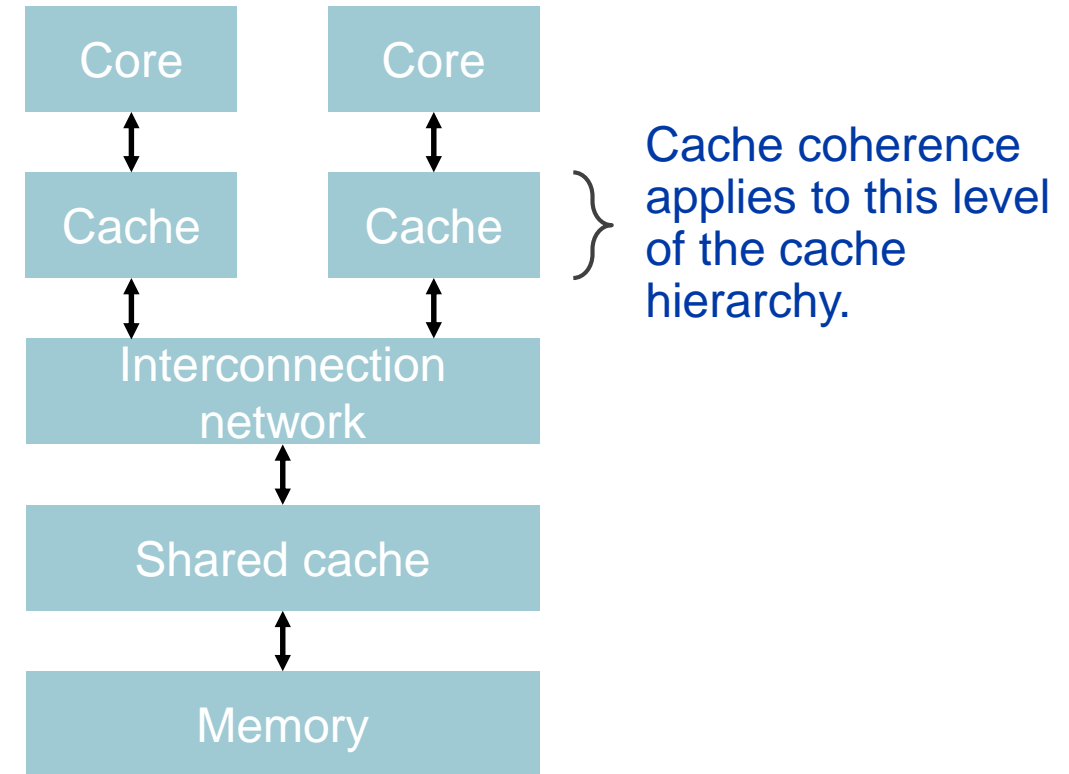 Core
Core
Cache
Cache
Cache coherence
applies to this level
of the cache
hierarchy.
Interconnection
network
Shared cache
Memory